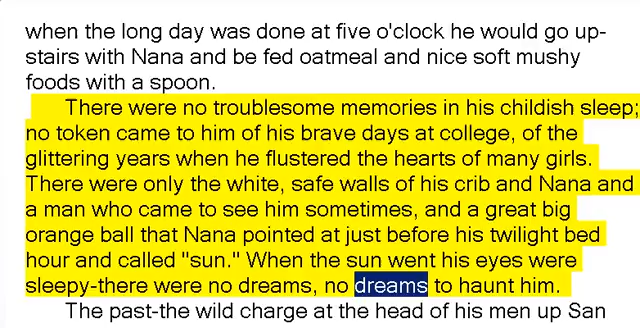 when the long day was done at five o'clock he would go up-
stairs with Nana and be fed oatmeal and nice soft mushy
foods with a spoon.
There were no troublesome memories in his childish sleep;
no token came to him of his brave days at college, of the
glittering years when he flustered the hearts of many girls.
There were only the white, safe walls of his crib and Nana and
a man who came to see him sometimes, and a great big
orange ball that Nana pointed at just before his twilight bed
hour and called "sun." When the sun went his eyes were
sleepy-there were no dreams, no dreams to haunt him.
The past-the wild charge at the head of his men up San